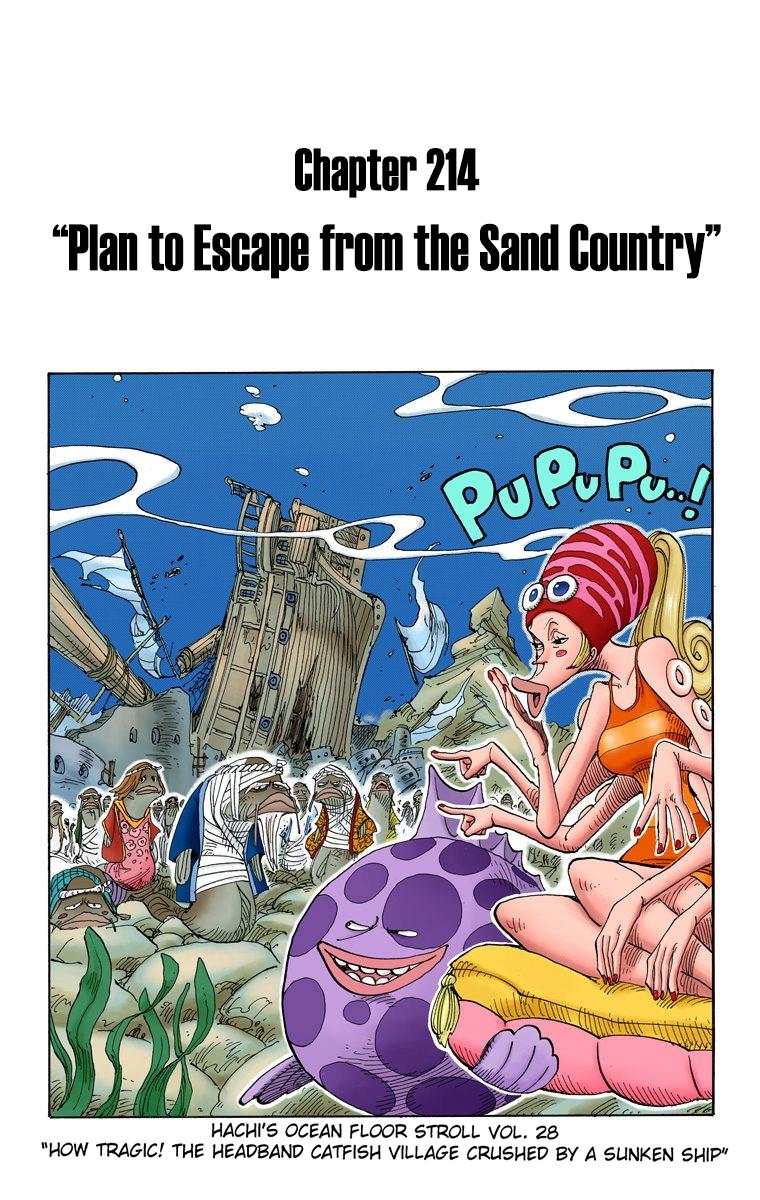 Chapter 214
“Plan to Escape from the Sand Country”
PUPUPU..!
HACHI'S OCEAN FLOOR STROLL VOL. 28
"HOW TRAGIC! THE HEADBAND CATFISH VILLAGE CRUSHED BY A SUNKEN SHIP"